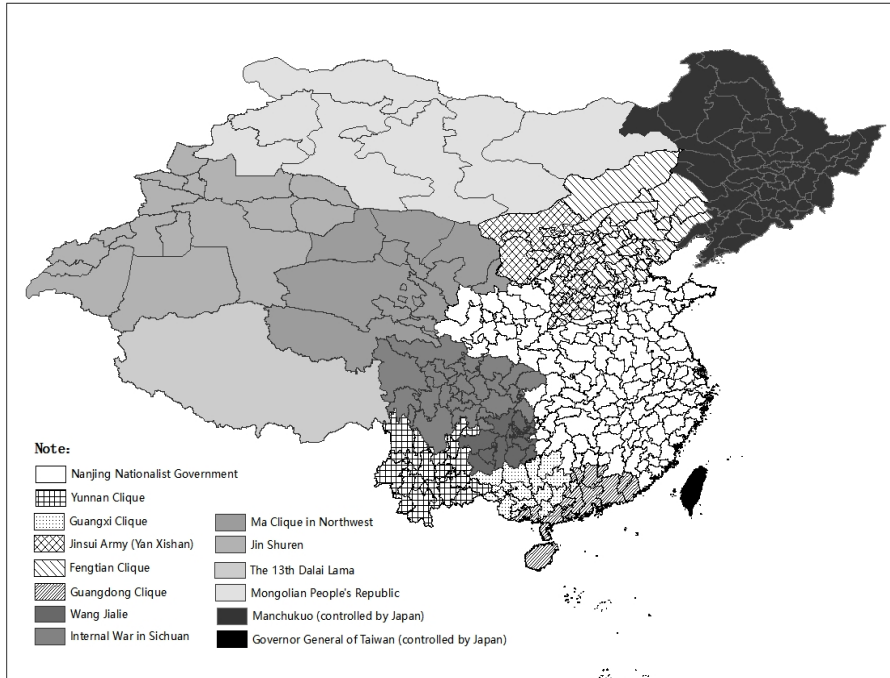 Note:
Nanjing Nationalist Government
Yunnan Clique
Guangxi Clique
Jinsui Army (Yan Xishan)
Fengtian Clique
Guangdong Clique
Wang Jialie
Internal War in Sichuan
Ma Clique in Northwest
Jin Shuren
The 13th Dalai Lama
Mongolian People's Republic
Manchukuo (controlled by Japan)
Governor General of Taiwan (controlled by Japan)